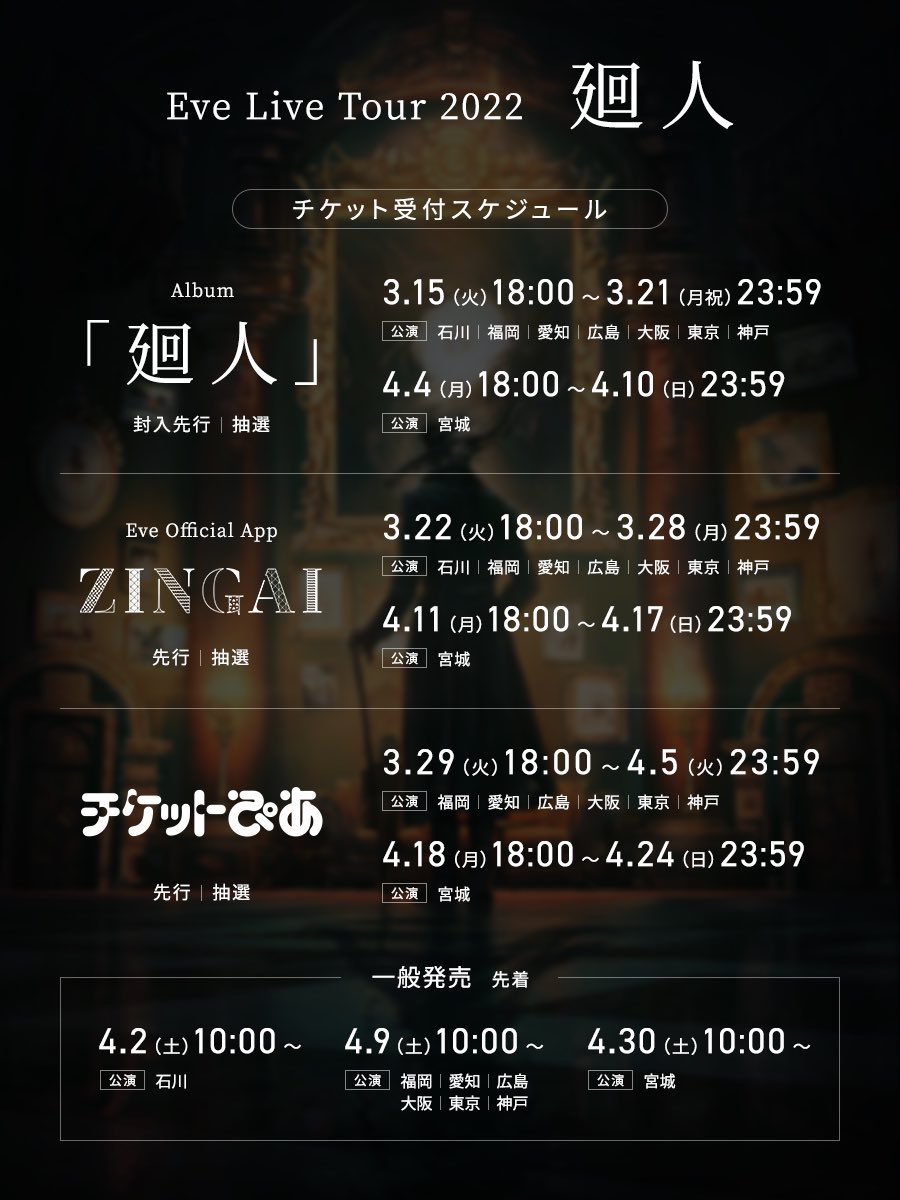 Eve Live Tour 2022 廻人
チケット受付スケジュール
Album
「廻人」
封入先行｜抽選
3.15（火）18:00 ～ 3.21（月祝）23:59
公演 石川｜福岡｜愛知｜広島｜大阪｜東京｜神戸
4.4（月）18:00 ～ 4.10（日）23:59
公演 宮城
Eve Official App
ZINGAI
先行｜抽選
3.22（火）18:00 ～ 3.28（月）23:59
公演 石川｜福岡｜愛知｜広島｜大阪｜東京｜神戸
4.11（月）18:00 ～ 4.17（日）23:59
公演 宮城
チケットぴあ
先行｜抽選
3.29（火）18:00 ～ 4.5（火）23:59
公演 福岡｜愛知｜広島｜大阪｜東京｜神戸
4.18（月）18:00 ～ 4.24（日）23:59
公演 宮城
一般発売 先着
4.2（土）10:00 ～
公演 石川
4.9（土）10:00 ～
公演 福岡｜愛知｜広島
大阪｜東京｜神戸
4.30（土）10:00 ～
公演 宮城